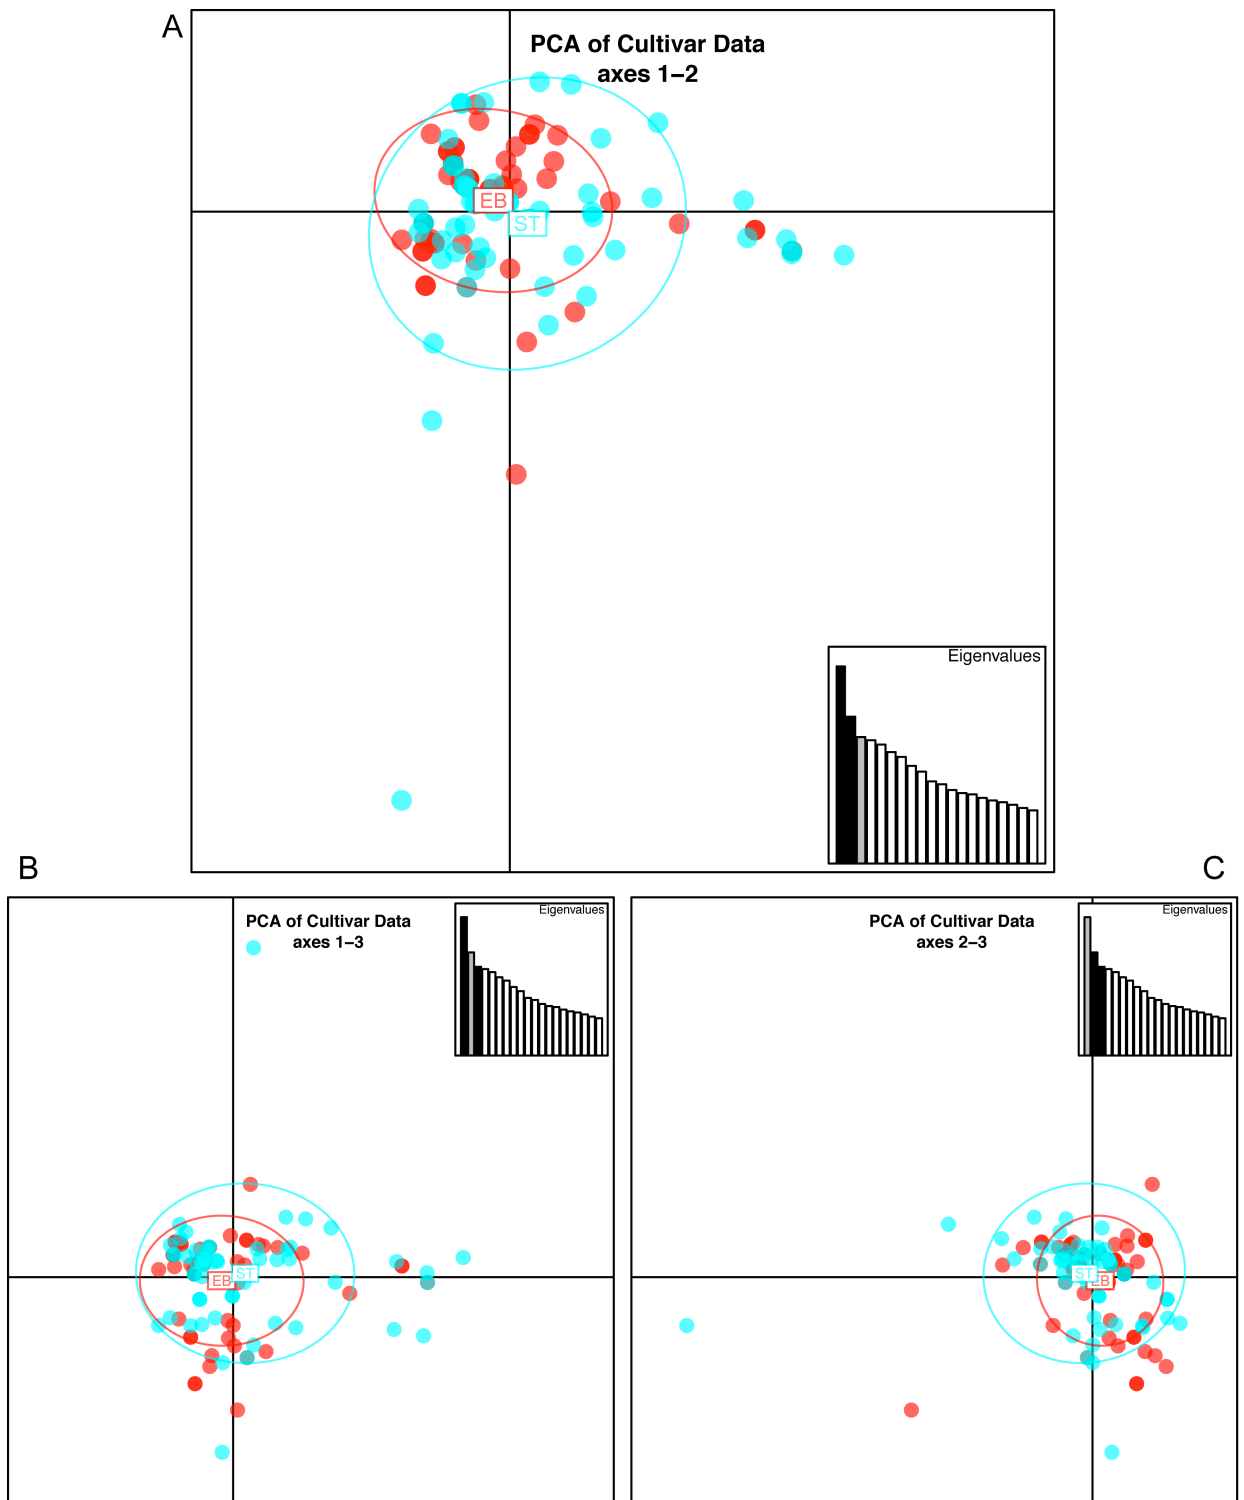 A
PCA of Cultivar Data
axes 1–2
EB
ST
Eigenvalues
B
C
PCA of Cultivar Data
axes 1–3
Eigenvalues
EB
ST
PCA of Cultivar Data
axes 2–3
Eigenvalues
ST
EB